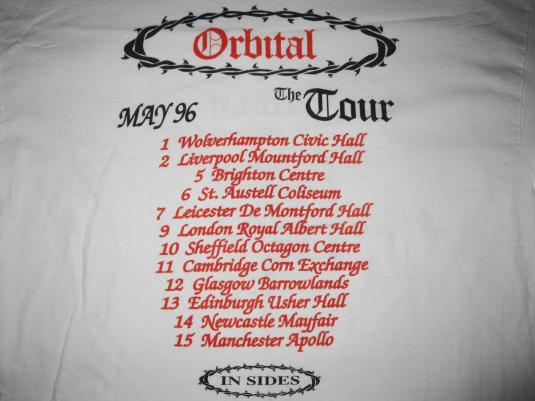 Orbital
MAY 96 The Tour
1 Wolverhampton Civic Hall
2 Liverpool Mountford Hall
5 Brighton Centre
6 St. Austell Coliseum
7 Leicester De Montford Hall
9 London Royal Albert Hall
10 Sheffield Octagon Centre
11 Cambridge Corn Exchange
12 Glasgow Barrowlands
13 Edinburgh Usher Hall
14 Newcastle Mayfair
15 Manchester Apollo
IN SIDES